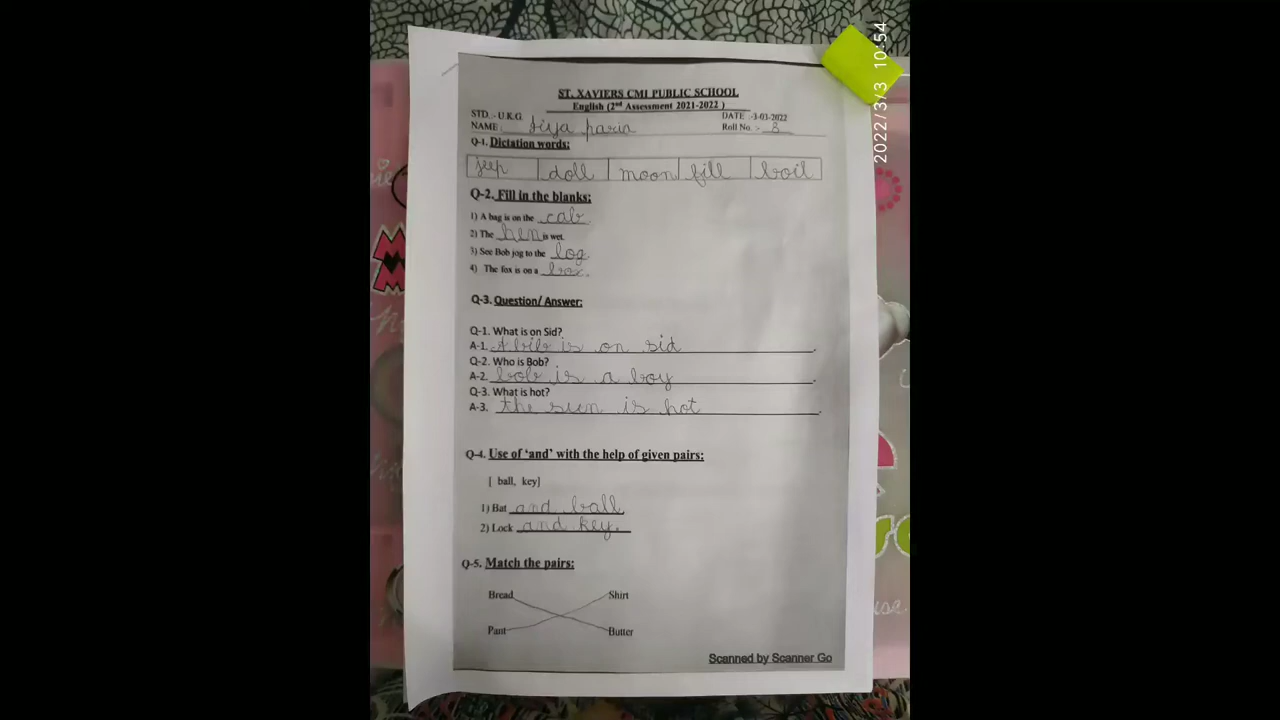 2022/3/3 10:54
ST. XAVIERS CMI PUBLIC SCHOOL
English (2nd Assessment 2021-2022 )
STD.:- U.K.G DATE :-3-03-2022
NAME: Roll No. :- 8
Q-1. Dictation words:
jeep doll moon fill boil
Q-2. Fill in the blanks:
1) A bag is on the cab.
2) The hen is wet.
3) See Bob jog to the log.
4) The fox is on a box.
Q-3. Question/ Answer:
Q-1. What is on Sid?
A-1. A bib is on sid.
Q-2. Who is Bob?
A-2. bob is a boy.
Q-3. What is hot?
A-3. the sun is hot.
Q-4. Use of ‘and’ with the help of given pairs:
[ ball, key]
1) Bat and ball.
2) Lock and key.
Q-5. Match the pairs:
Bread Shirt
Pant Butter
Scanned by Scanner Go